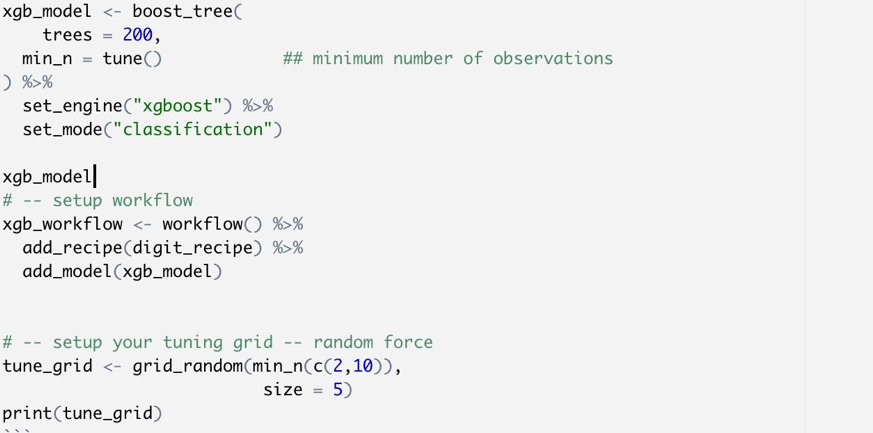 xgb_model <- boost_tree(
    trees = 200,
  min_n = tune()            ## minimum number of observations
) %>%
  set_engine("xgboost") %>%
  set_mode("classification")

xgb_model
# -- setup workflow
xgb_workflow <- workflow() %>%
  add_recipe(digit_recipe) %>%
  add_model(xgb_model)


# -- setup your tuning grid -- random force
tune_grid <- grid_random(min_n(c(2,10)),
                          size = 5)
print(tune_grid)
```